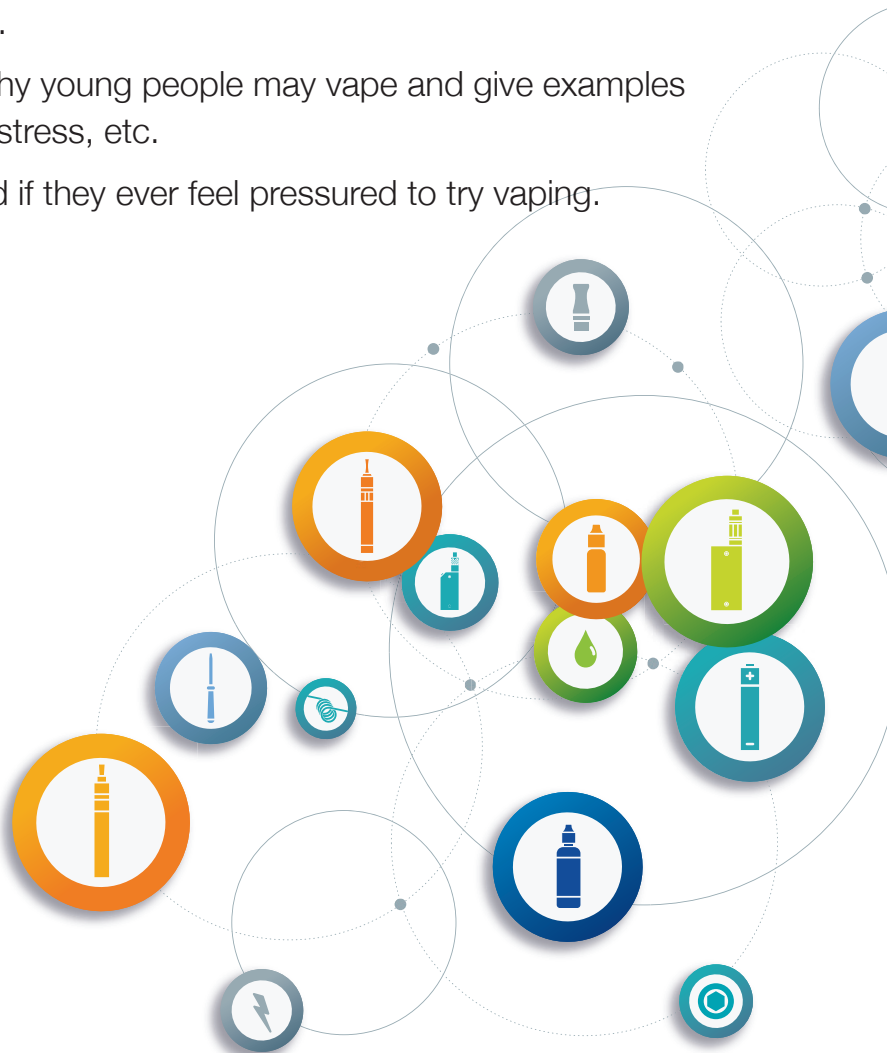 .
hy young people may vape and give examples
stress, etc.
d if they ever feel pressured to try vaping.